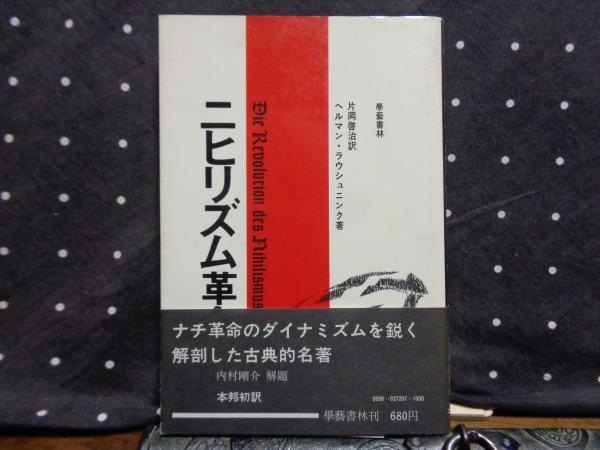 學藝書林
片岡啓治訳
ヘルマン・ラウシュニンク著
Die Revolution des Nihilismus
ニヒリズム革
ナチ革命のダイナミズムを鋭く
解剖した古典的名著
内村剛介 解題
本邦初訳
0098-027207-1000
學藝書林刊 680円